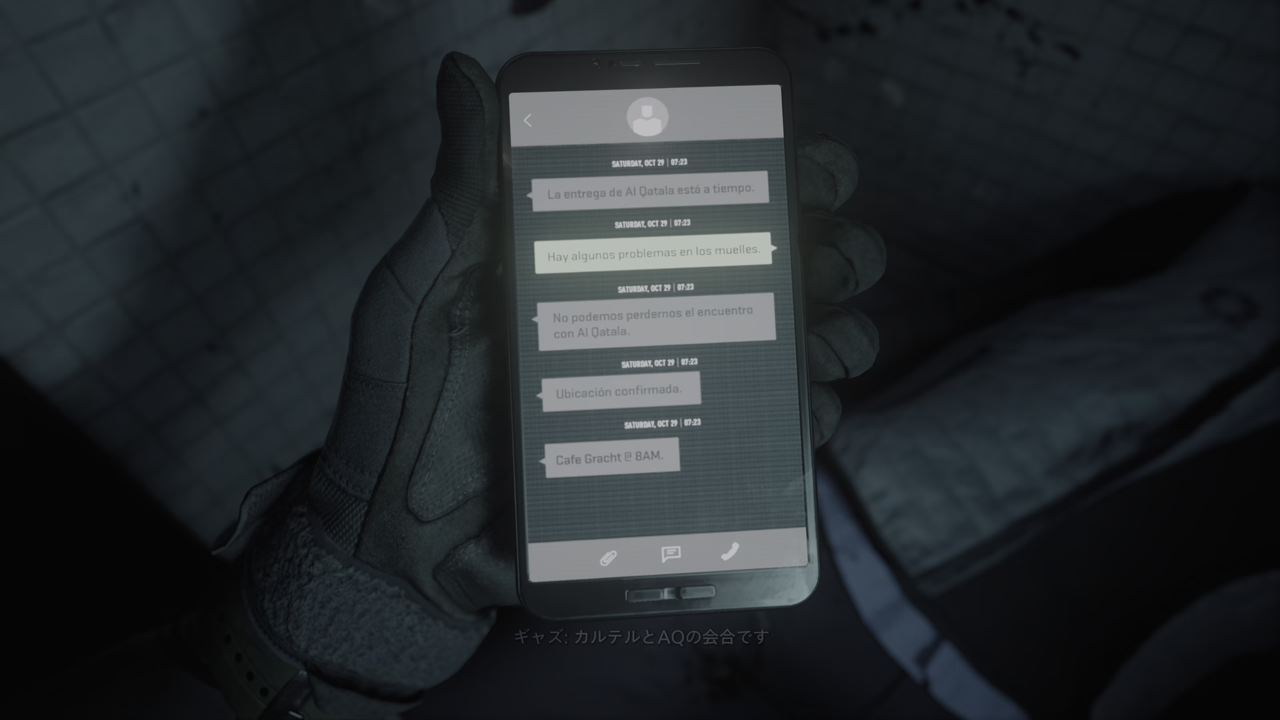 SATURDAY, OCT 29 | 07:23
La entrega de Al Qatala está a tiempo.
SATURDAY, OCT 29 | 07:23
Hay algunos problemas en los muelles.
SATURDAY, OCT 29 | 07:23
No podemos perdernos el encuentro
con Al Qatala.
SATURDAY, OCT 29 | 07:23
Ubicación confirmada.
SATURDAY, OCT 29 | 07:23
Cafe Gracht @ 8AM.
ギャズ: カルテルとAQの会合です